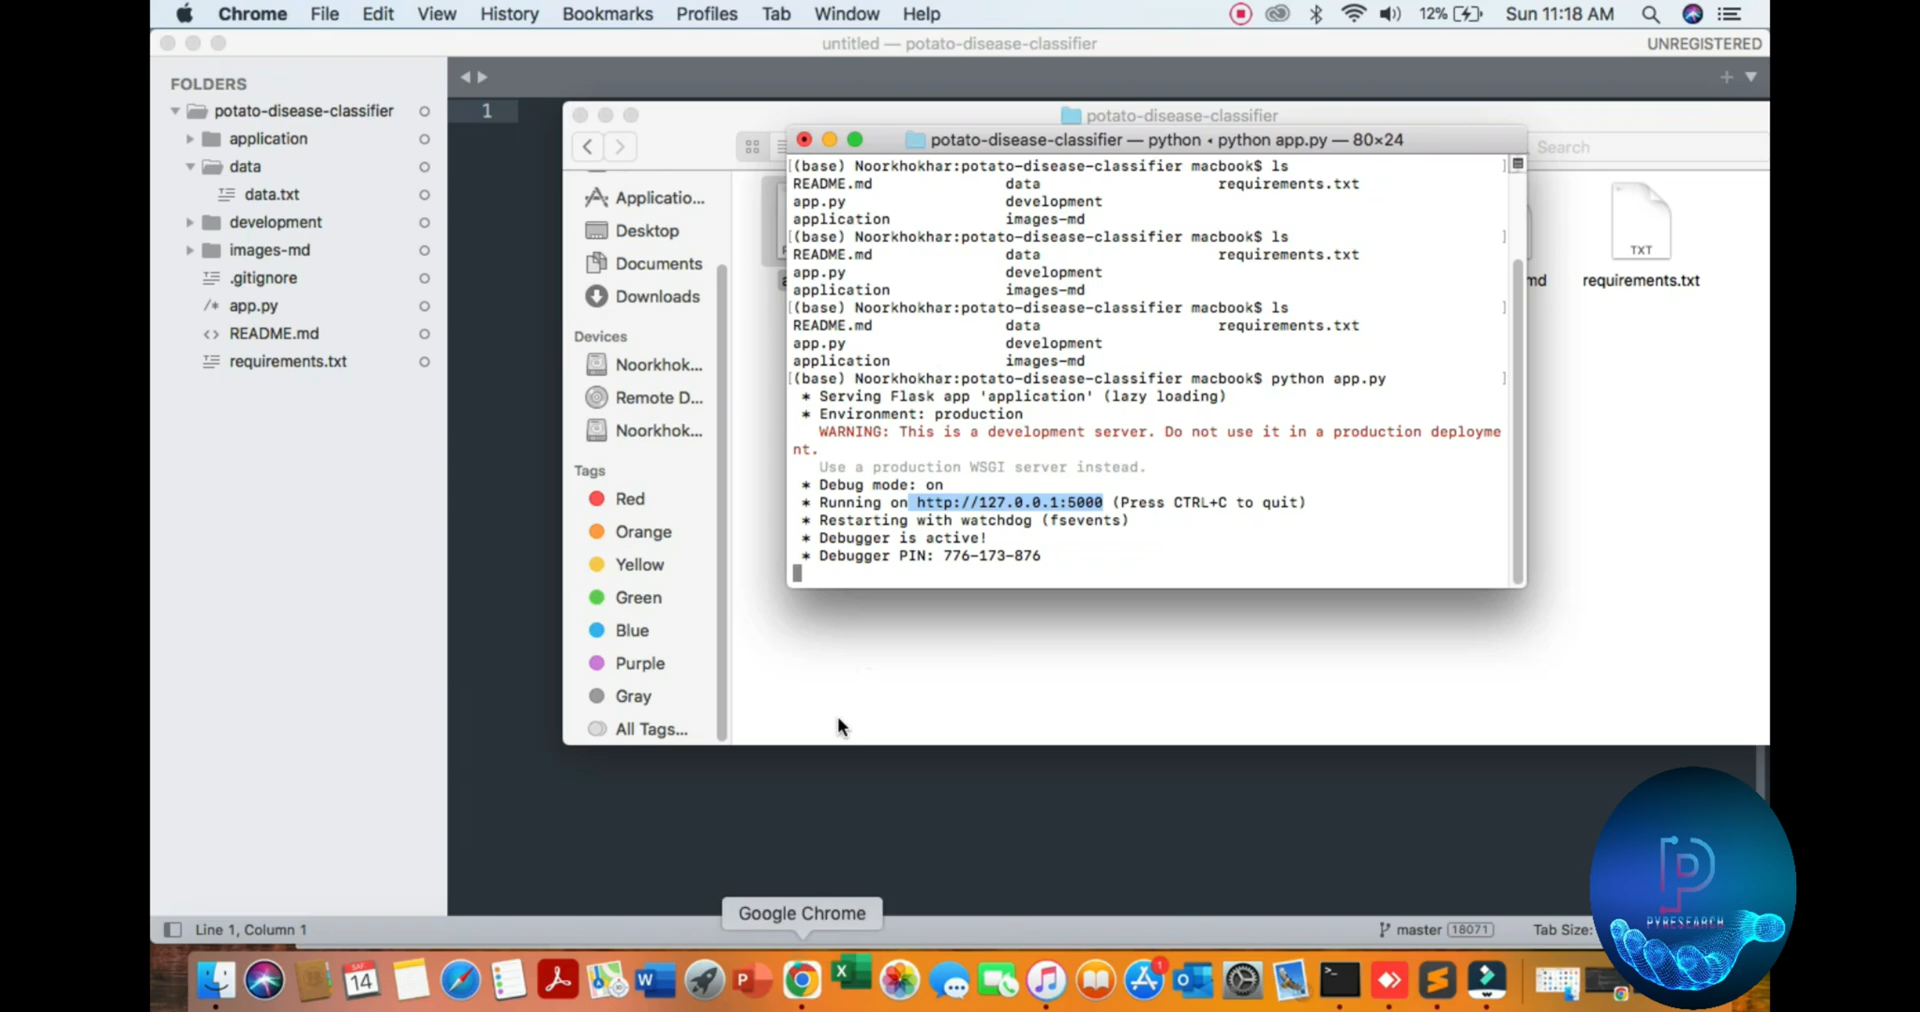 Chrome File Edit View History Bookmarks Profiles Tab Window Help 12% Sun 11:18 AM
untitled — potato-disease-classifier UNREGISTERED
FOLDERS
potato-disease-classifier
application
data
data.txt
development
images-md
.gitignore
/* app.py
<> README.md
requirements.txt
1
potato-disease-classifier
Search
Applicatio...
Desktop
Documents
Downloads
Devices
Noorkhok...
Remote D...
Noorkhok...
Tags
Red
Orange
Yellow
Green
Blue
Purple
Gray
All Tags...
TXT
md
requirements.txt
potato-disease-classifier — python ◂ python app.py — 80×24
[(base) Noorkhokhar:potato-disease-classifier macbook$ ls ]
README.md data requirements.txt
app.py development
application images-md
[(base) Noorkhokhar:potato-disease-classifier macbook$ ls ]
README.md data requirements.txt
app.py development
application images-md
[(base) Noorkhokhar:potato-disease-classifier macbook$ ls ]
README.md data requirements.txt
app.py development
application images-md
[(base) Noorkhokhar:potato-disease-classifier macbook$ python app.py ]
* Serving Flask app 'application' (lazy loading)
* Environment: production
WARNING: This is a development server. Do not use it in a production deployme
nt.
Use a production WSGI server instead.
* Debug mode: on
* Running on http://127.0.0.1:5000 (Press CTRL+C to quit)
* Restarting with watchdog (fsevents)
* Debugger is active!
* Debugger PIN: 776-173-876
Google Chrome
Line 1, Column 1 master 18071 Tab Size:
PYRESEARCH
SAT
14
W
P
X
1
O
>_